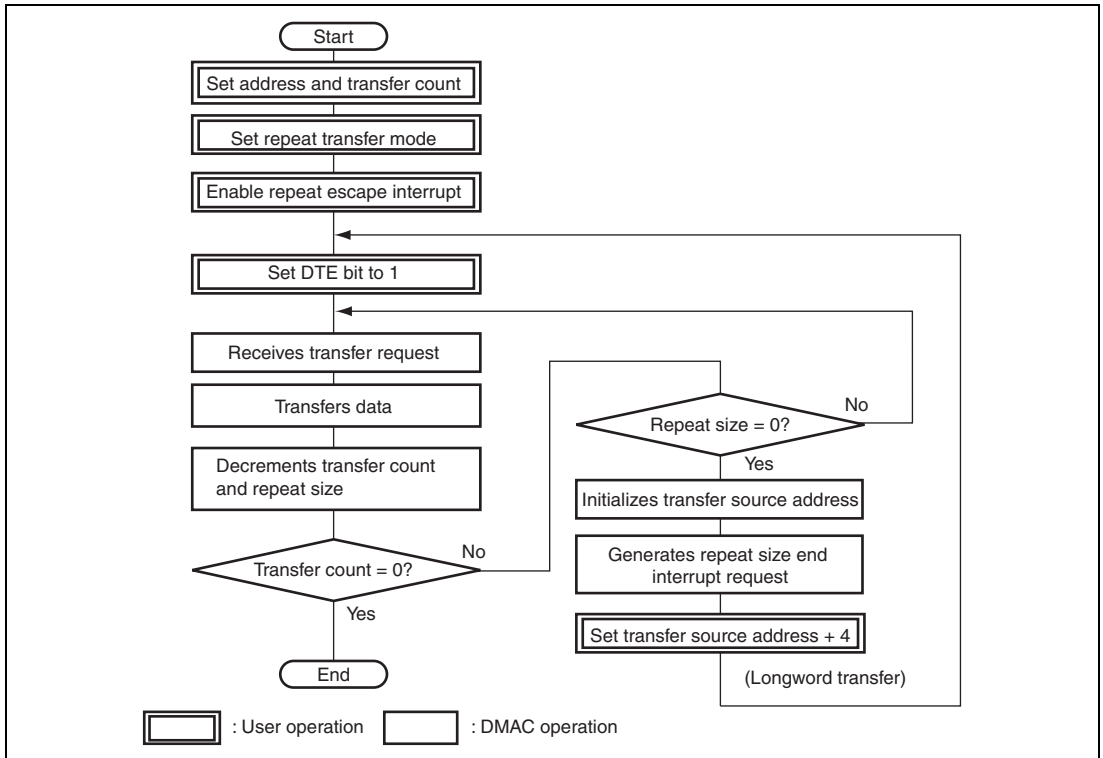 Start
Set address and transfer count
Set repeat transfer mode
Enable repeat escape interrupt
Set DTE bit to 1
Receives transfer request
Transfers data
Decrements transfer count
and repeat size
Transfer count = 0?
No
Yes
End
Repeat size = 0?
No
Yes
Initializes transfer source address
Generates repeat size end
interrupt request
Set transfer source address + 4
(Longword transfer)
: User operation
: DMAC operation